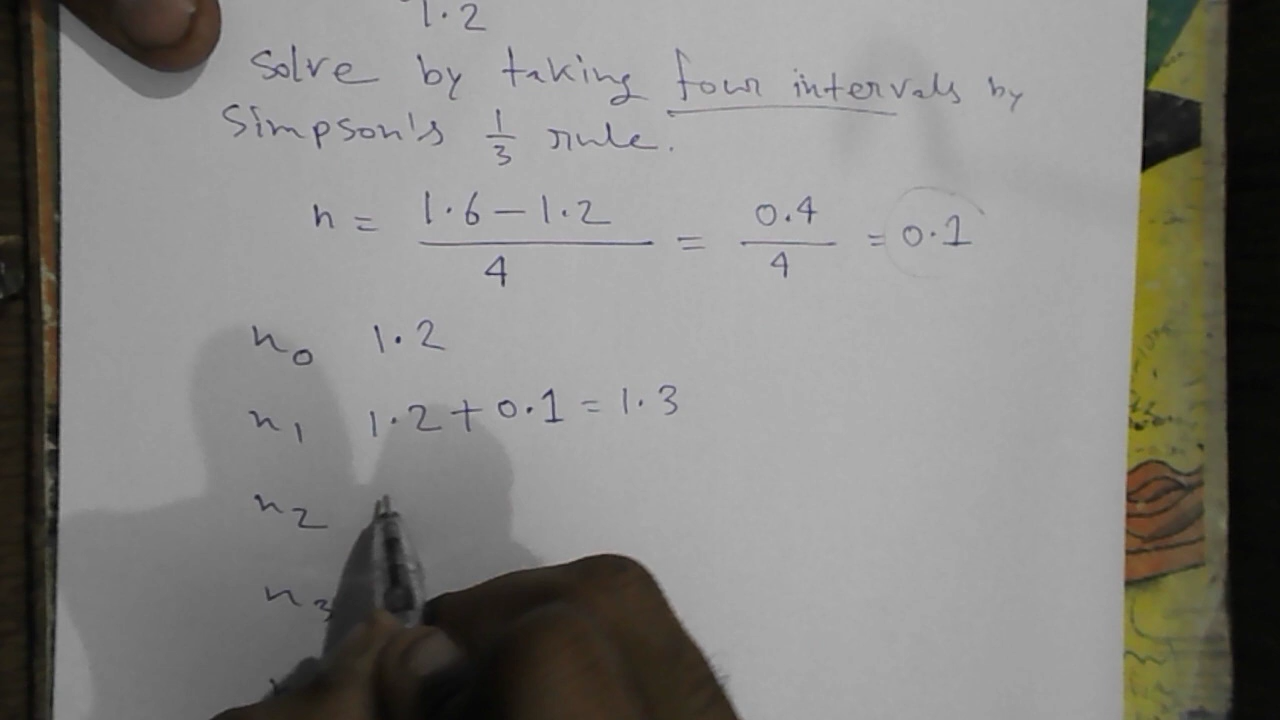 1.2
Solve by taking four intervals by
Simpson's 1/3 rule.
h = (1.6 - 1.2)/4 = 0.4/4 = 0.1
x0 1.2
x1 1.2 + 0.1 = 1.3
x2
x3